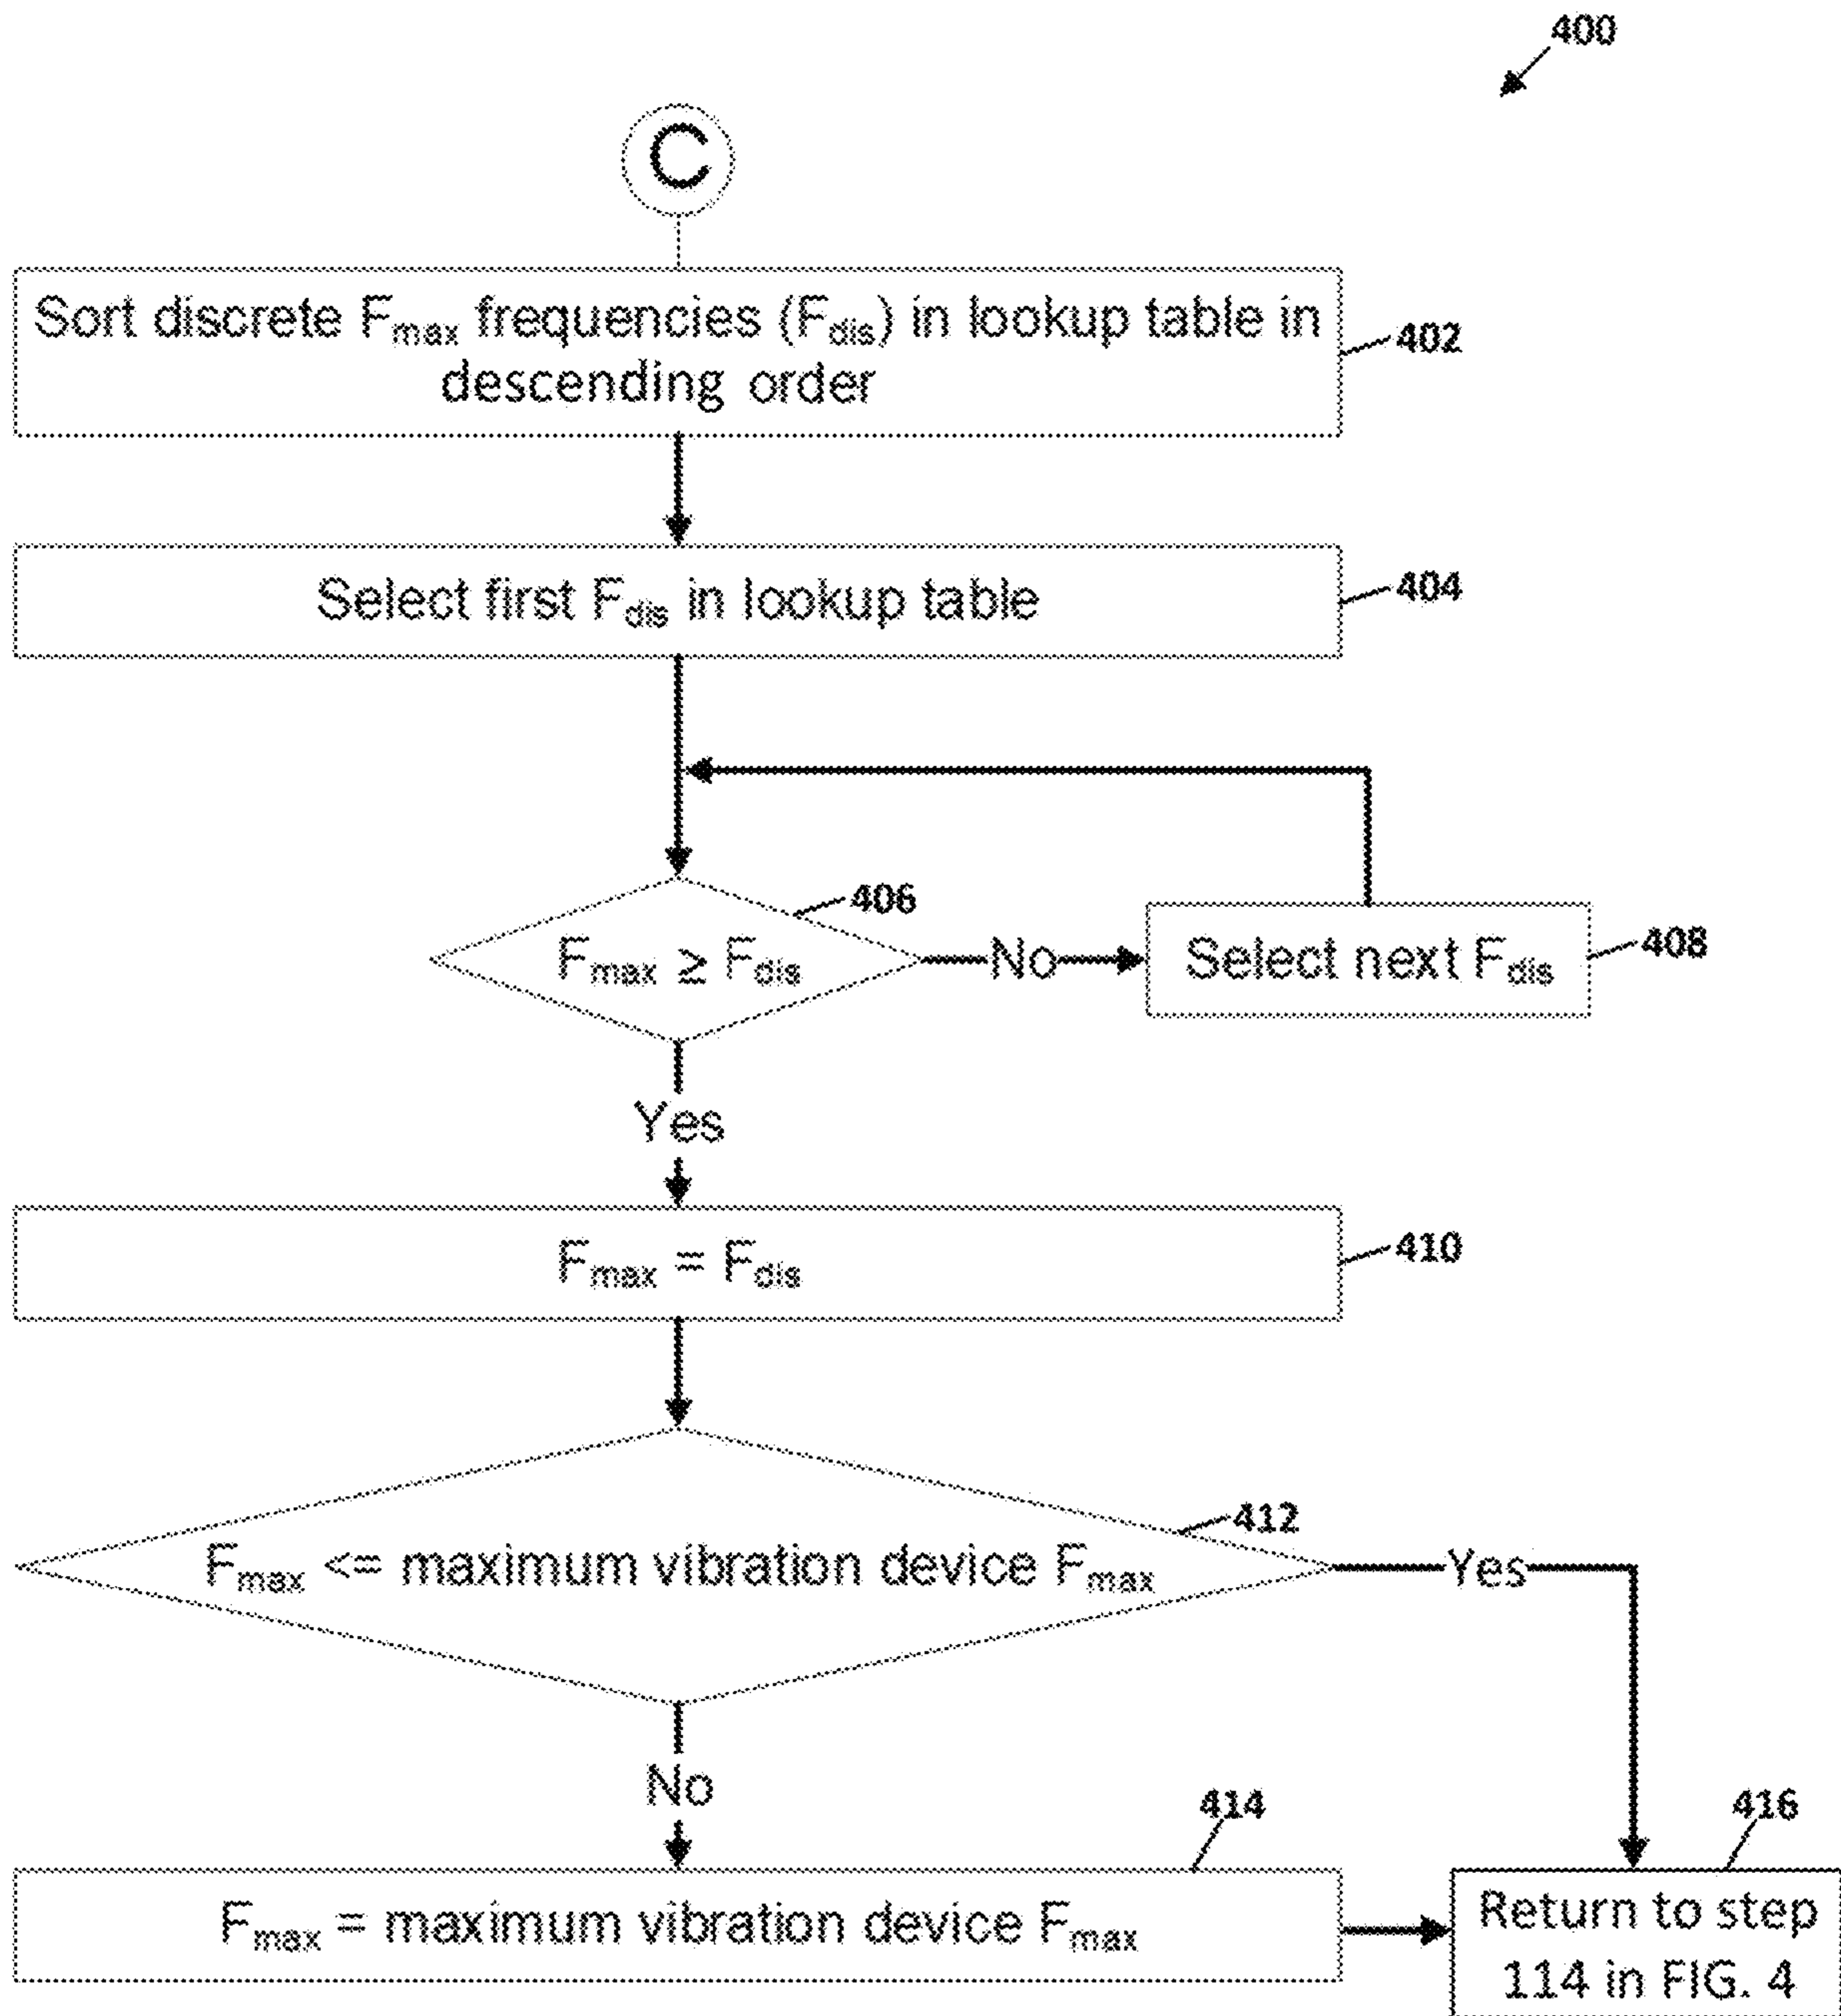 400
C
Sort discrete Fmax frequencies (Fdis) in lookup table in
descending order
402
Select first Fdis in lookup table
404
406
Fmax ≥ Fdis
No
Select next Fdis
408
Yes
Fmax = Fdis
410
412
Fmax <= maximum vibration device Fmax
Yes
No
414
416
Fmax = maximum vibration device Fmax
Return to step
114 in FIG. 4